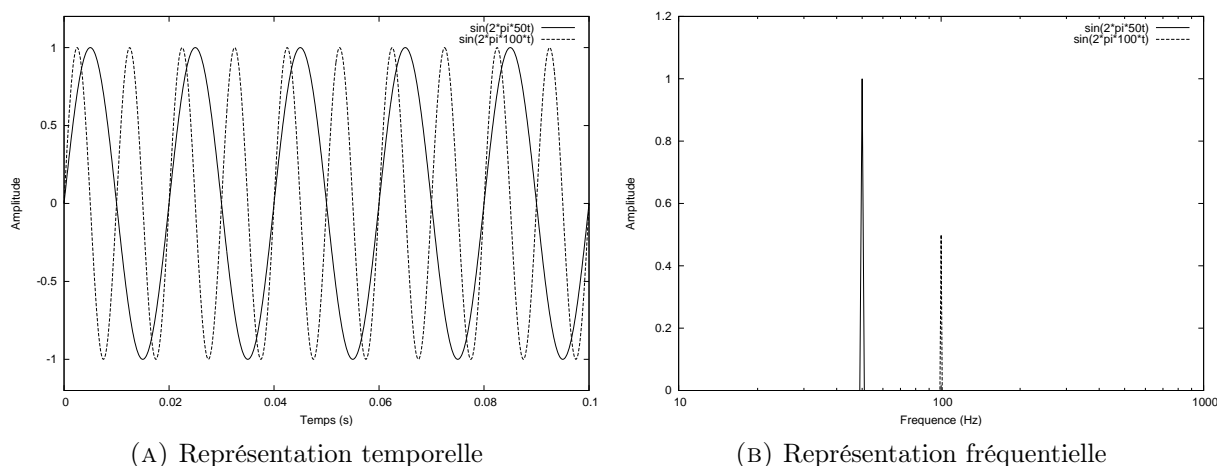 sin(2*pi*50t)
sin(2*pi*100*t)
1
0.5
0
-0.5
-1
Amplitude
0 0.02 0.04 0.06 0.08 0.1
Temps (s)
(A) Représentation temporelle
sin(2*pi*50t)
sin(2*pi*100*t)
1.2
1
0.8
0.6
0.4
0.2
0
Amplitude
10 100 1000
Frequence (Hz)
(B) Représentation fréquentielle